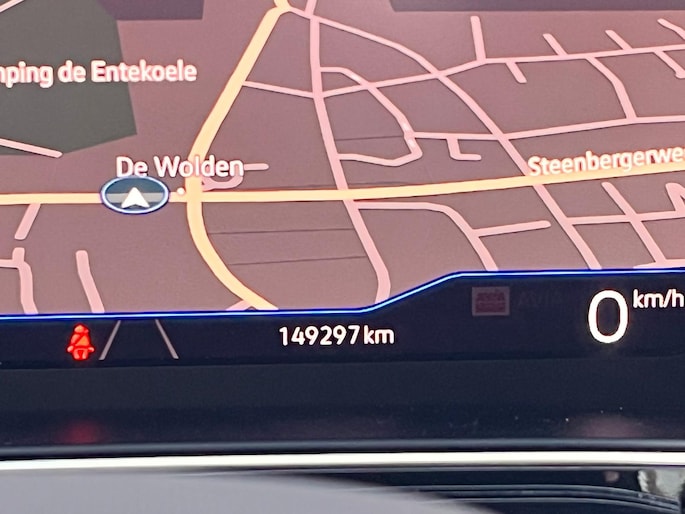 mping de Entekoele
De Wolden
Steenbergerwe
149297 km
0 km/h